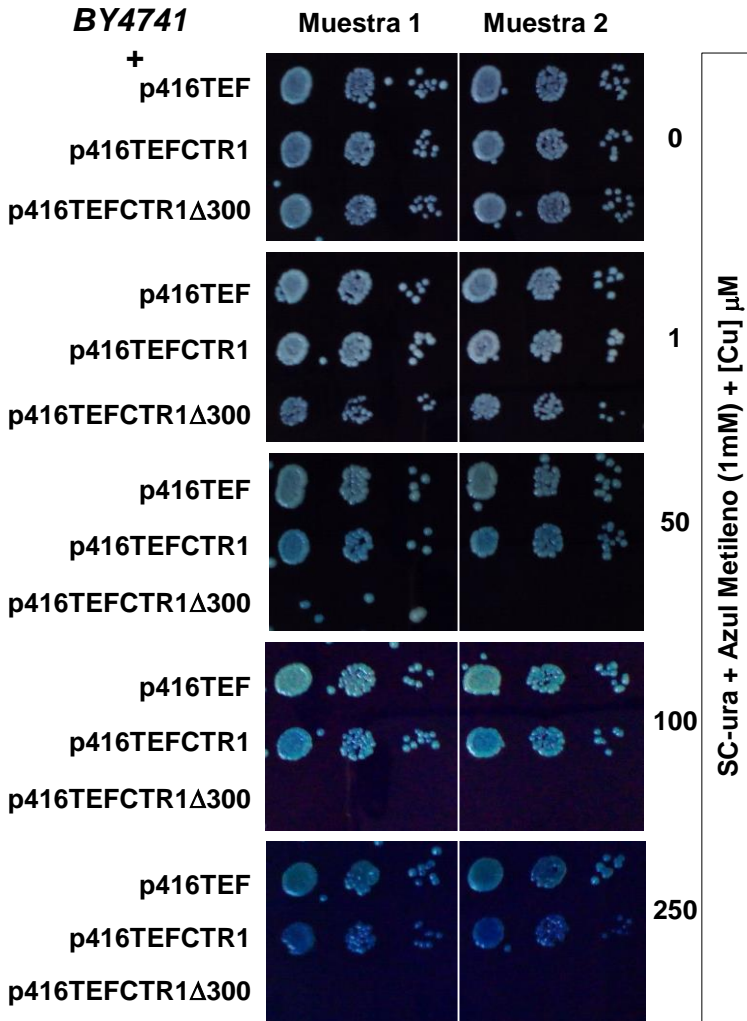 BY4741
+
Muestra 1
Muestra 2
p416TEF
p416TEFCTR1
p416TEFCTR1Δ300
0
p416TEF
p416TEFCTR1
p416TEFCTR1Δ300
1
p416TEF
p416TEFCTR1
p416TEFCTR1Δ300
50
p416TEF
p416TEFCTR1
p416TEFCTR1Δ300
100
p416TEF
p416TEFCTR1
p416TEFCTR1Δ300
250
SC-ura + Azul Metileno (1mM) + [Cu] μM